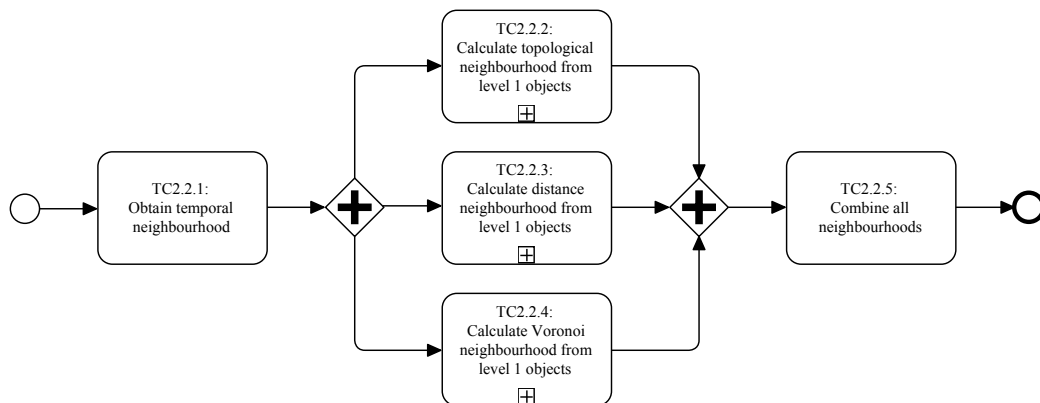 TC2.2.2:
Calculate topological
neighbourhood from
level 1 objects
TC2.2.1:
Obtain temporal
neighbourhood
TC2.2.3:
Calculate distance
neighbourhood from
level 1 objects
TC2.2.5:
Combine all
neighbourhoods
TC2.2.4:
Calculate Voronoi
neighbourhood from
level 1 objects